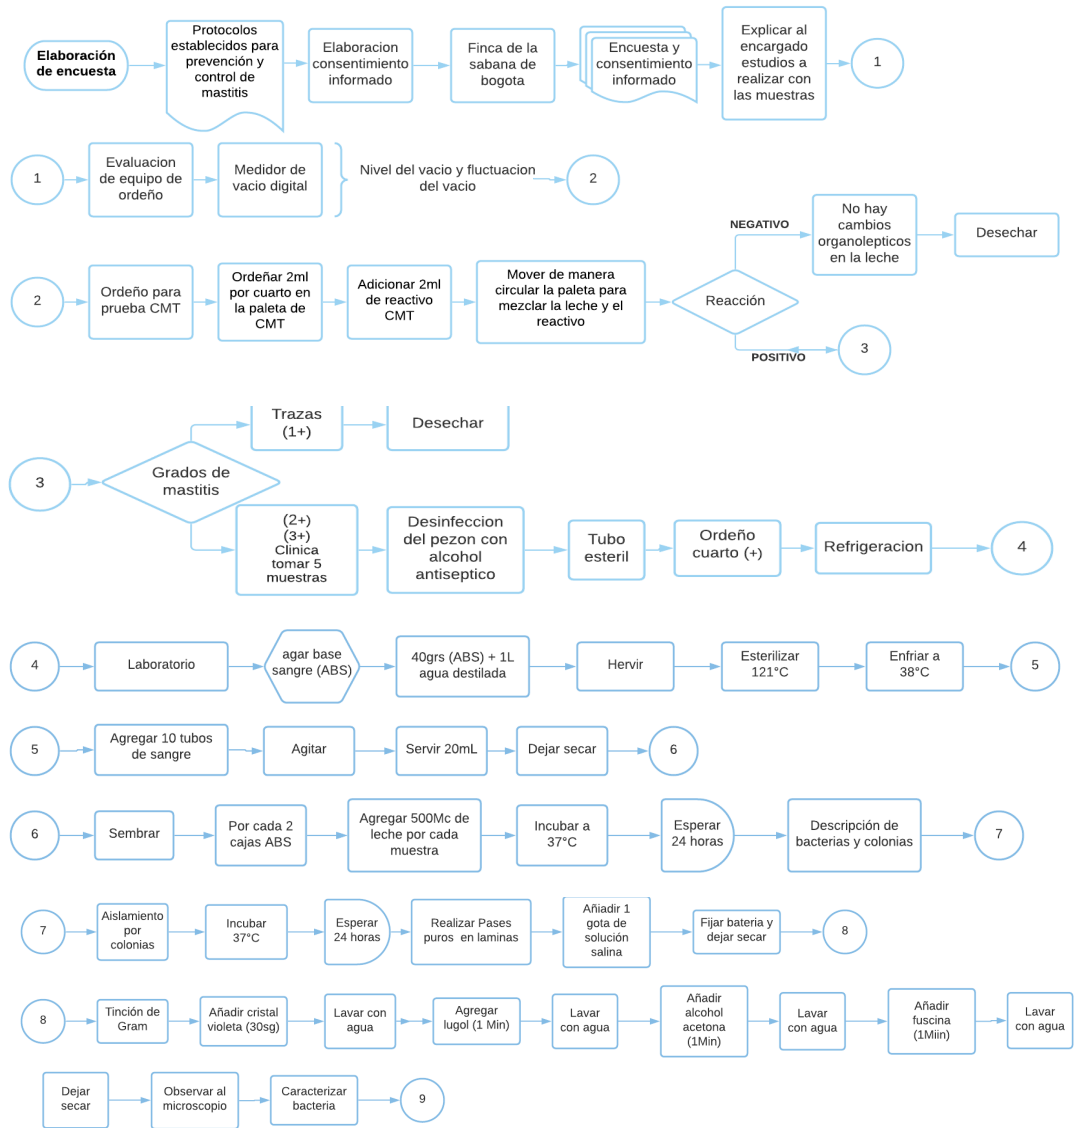 Elaboración
de encuesta
Protocolos
establecidos para
prevención y
control de
mastitis
Elaboracion
consentimiento
informado
Finca de la
sabana de
bogota
Encuesta y
consentimiento
informado
Explicar al
encargado
estudios a
realizar con
las muestras
1
1
Evaluacion
de equipo de
ordeño
Medidor de
vacio digital
Nivel del vacio y fluctuacion
del vacio
2
2
Ordeño para
prueba CMT
Ordeñar 2ml
por cuarto en
la paleta de
CMT
Adicionar 2ml
de reactivo
CMT
Mover de manera
circular la paleta para
mezclar la leche y el
reactivo
Reacción
NEGATIVO
No hay
cambios
organolepticos
en la leche
Desechar
POSITIVO
3
3
Grados de
mastitis
Trazas
(1+)
Desechar
(2+)
(3+)
Clinica
tomar 5
muestras
Desinfeccion
del pezon con
alcohol
antiseptico
Tubo
esteril
Ordeño
cuarto (+)
Refrigeracion
4
4
Laboratorio
agar base
sangre (ABS)
40grs (ABS) + 1L
agua destilada
Hervir
Esterilizar
121°C
Enfriar a
38°C
5
5
Agregar 10 tubos
de sangre
Agitar
Servir 20mL
Dejar secar
6
6
Sembrar
Por cada 2
cajas ABS
Agregar 500Mc de
leche por cada
muestra
Incubar a
37°C
Esperar
24 horas
Descripción de
bacterias y colonias
7
7
Aislamiento
por
colonias
Incubar
37°C
Esperar
24 horas
Realizar Pases
puros en laminas
Añiadir 1
gota de
solución
salina
Fijar bateria y
dejar secar
8
8
Tinción de
Gram
Añadir cristal
violeta (30sg)
Lavar con
agua
Agregar
lugol (1 Min)
Lavar
con agua
Añadir
alcohol
acetona
(1Min)
Lavar
con agua
Añadir
fuscina
(1Miin)
Lavar
con agua
Dejar
secar
Observar al
microscopio
Caracterizar
bacteria
9